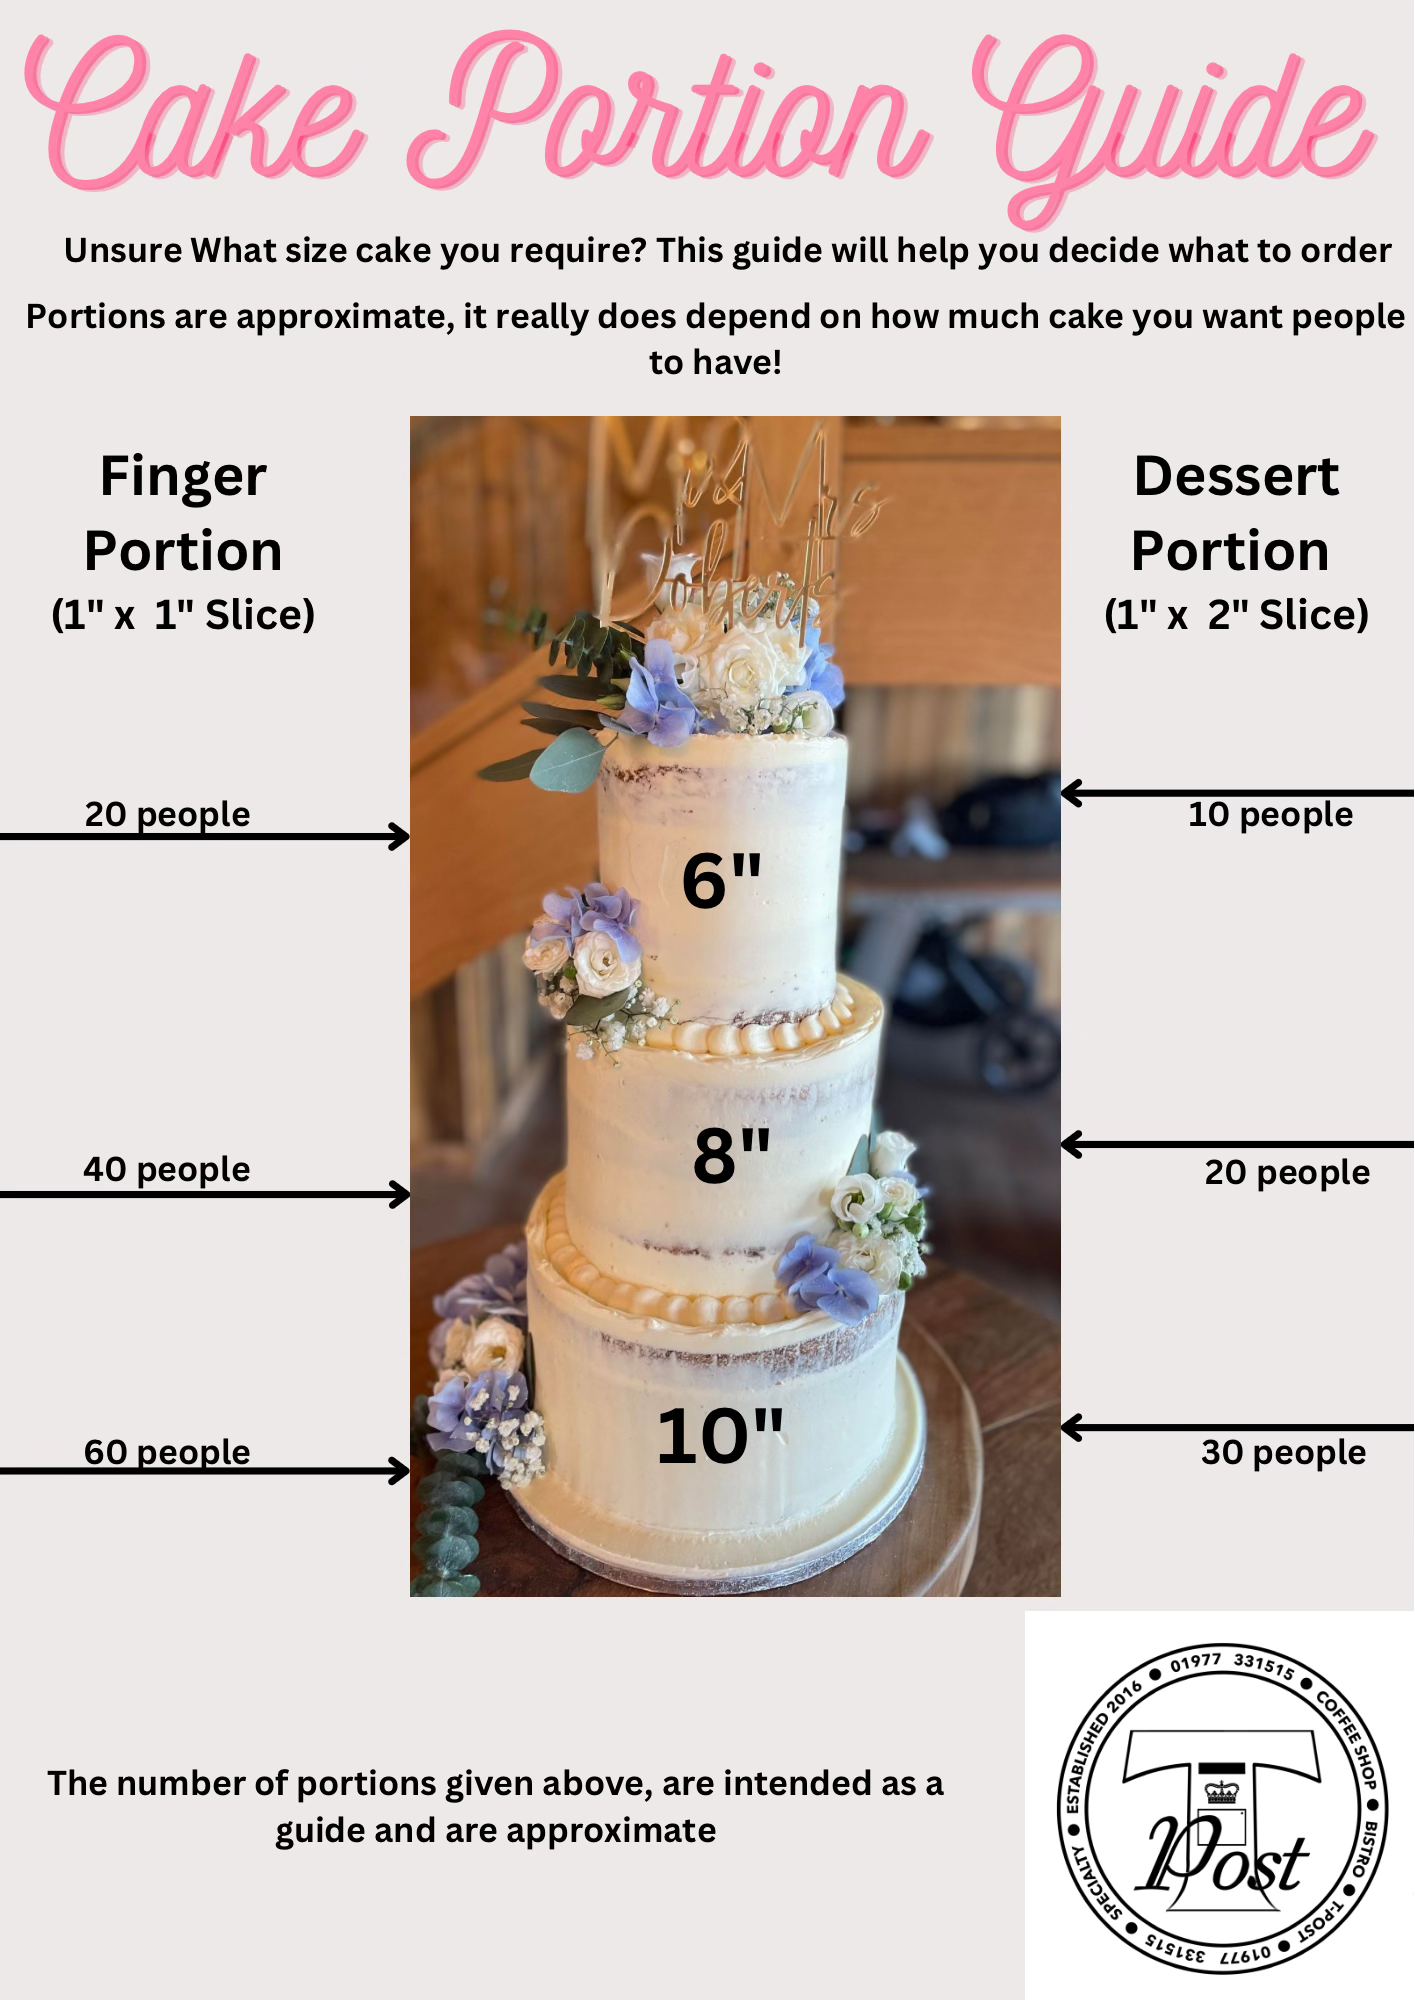 Cake Portion Guide
Unsure What size cake you require? This guide will help you decide what to order
Portions are approximate, it really does depend on how much cake you want people
to have!
Finger
Portion
(1" x 1" Slice)
Dessert
Portion
(1" x 2" Slice)
& Mrs
Roberts
20 people
10 people
6"
40 people
20 people
8"
60 people
30 people
10"
The number of portions given above, are intended as a
guide and are approximate
ESTABLISHED 2016 • 01977 331515 • COFFEE SHOP • BISTRO • T-POST • 01977 331515 • SPECIALTY •
T
Post